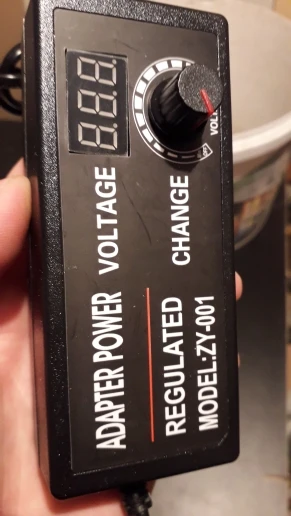 ADAPTER POWER VOLTAGE
REGULATED CHANGE
MODEL:ZY-001